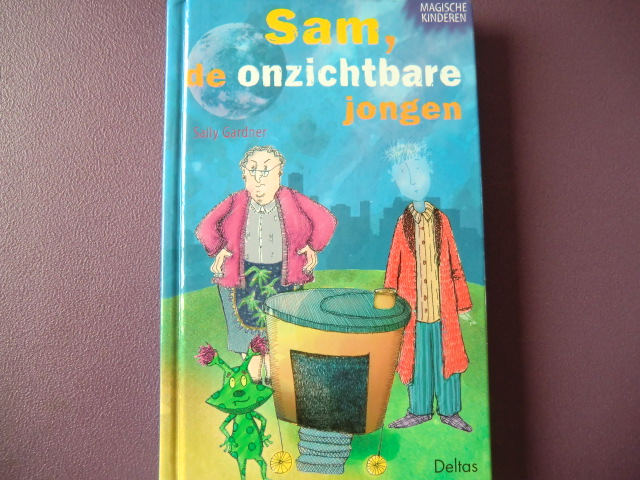 MAGISCHE
KINDEREN
Sam,
de onzichtbare
jongen
Sally Gardner
Deltas